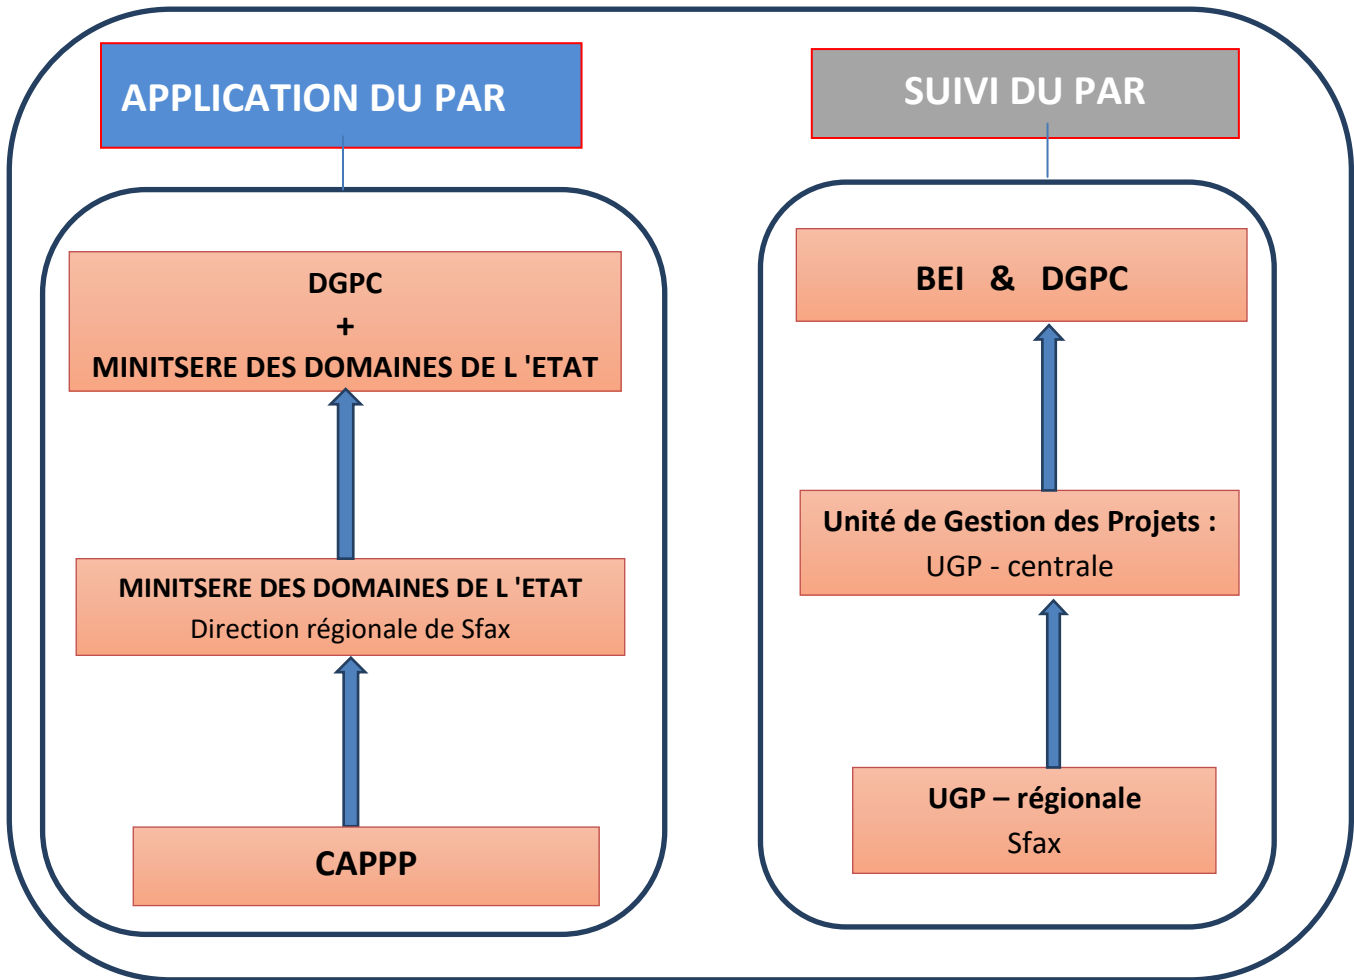 APPLICATION DU PAR
DGPC
+
MINITSERE DES DOMAINES DE L 'ETAT
MINITSERE DES DOMAINES DE L 'ETAT
Direction régionale de Sfax
CAPPP
SUIVI DU PAR
BEI & DGPC
Unité de Gestion des Projets :
UGP - centrale
UGP – régionale
Sfax